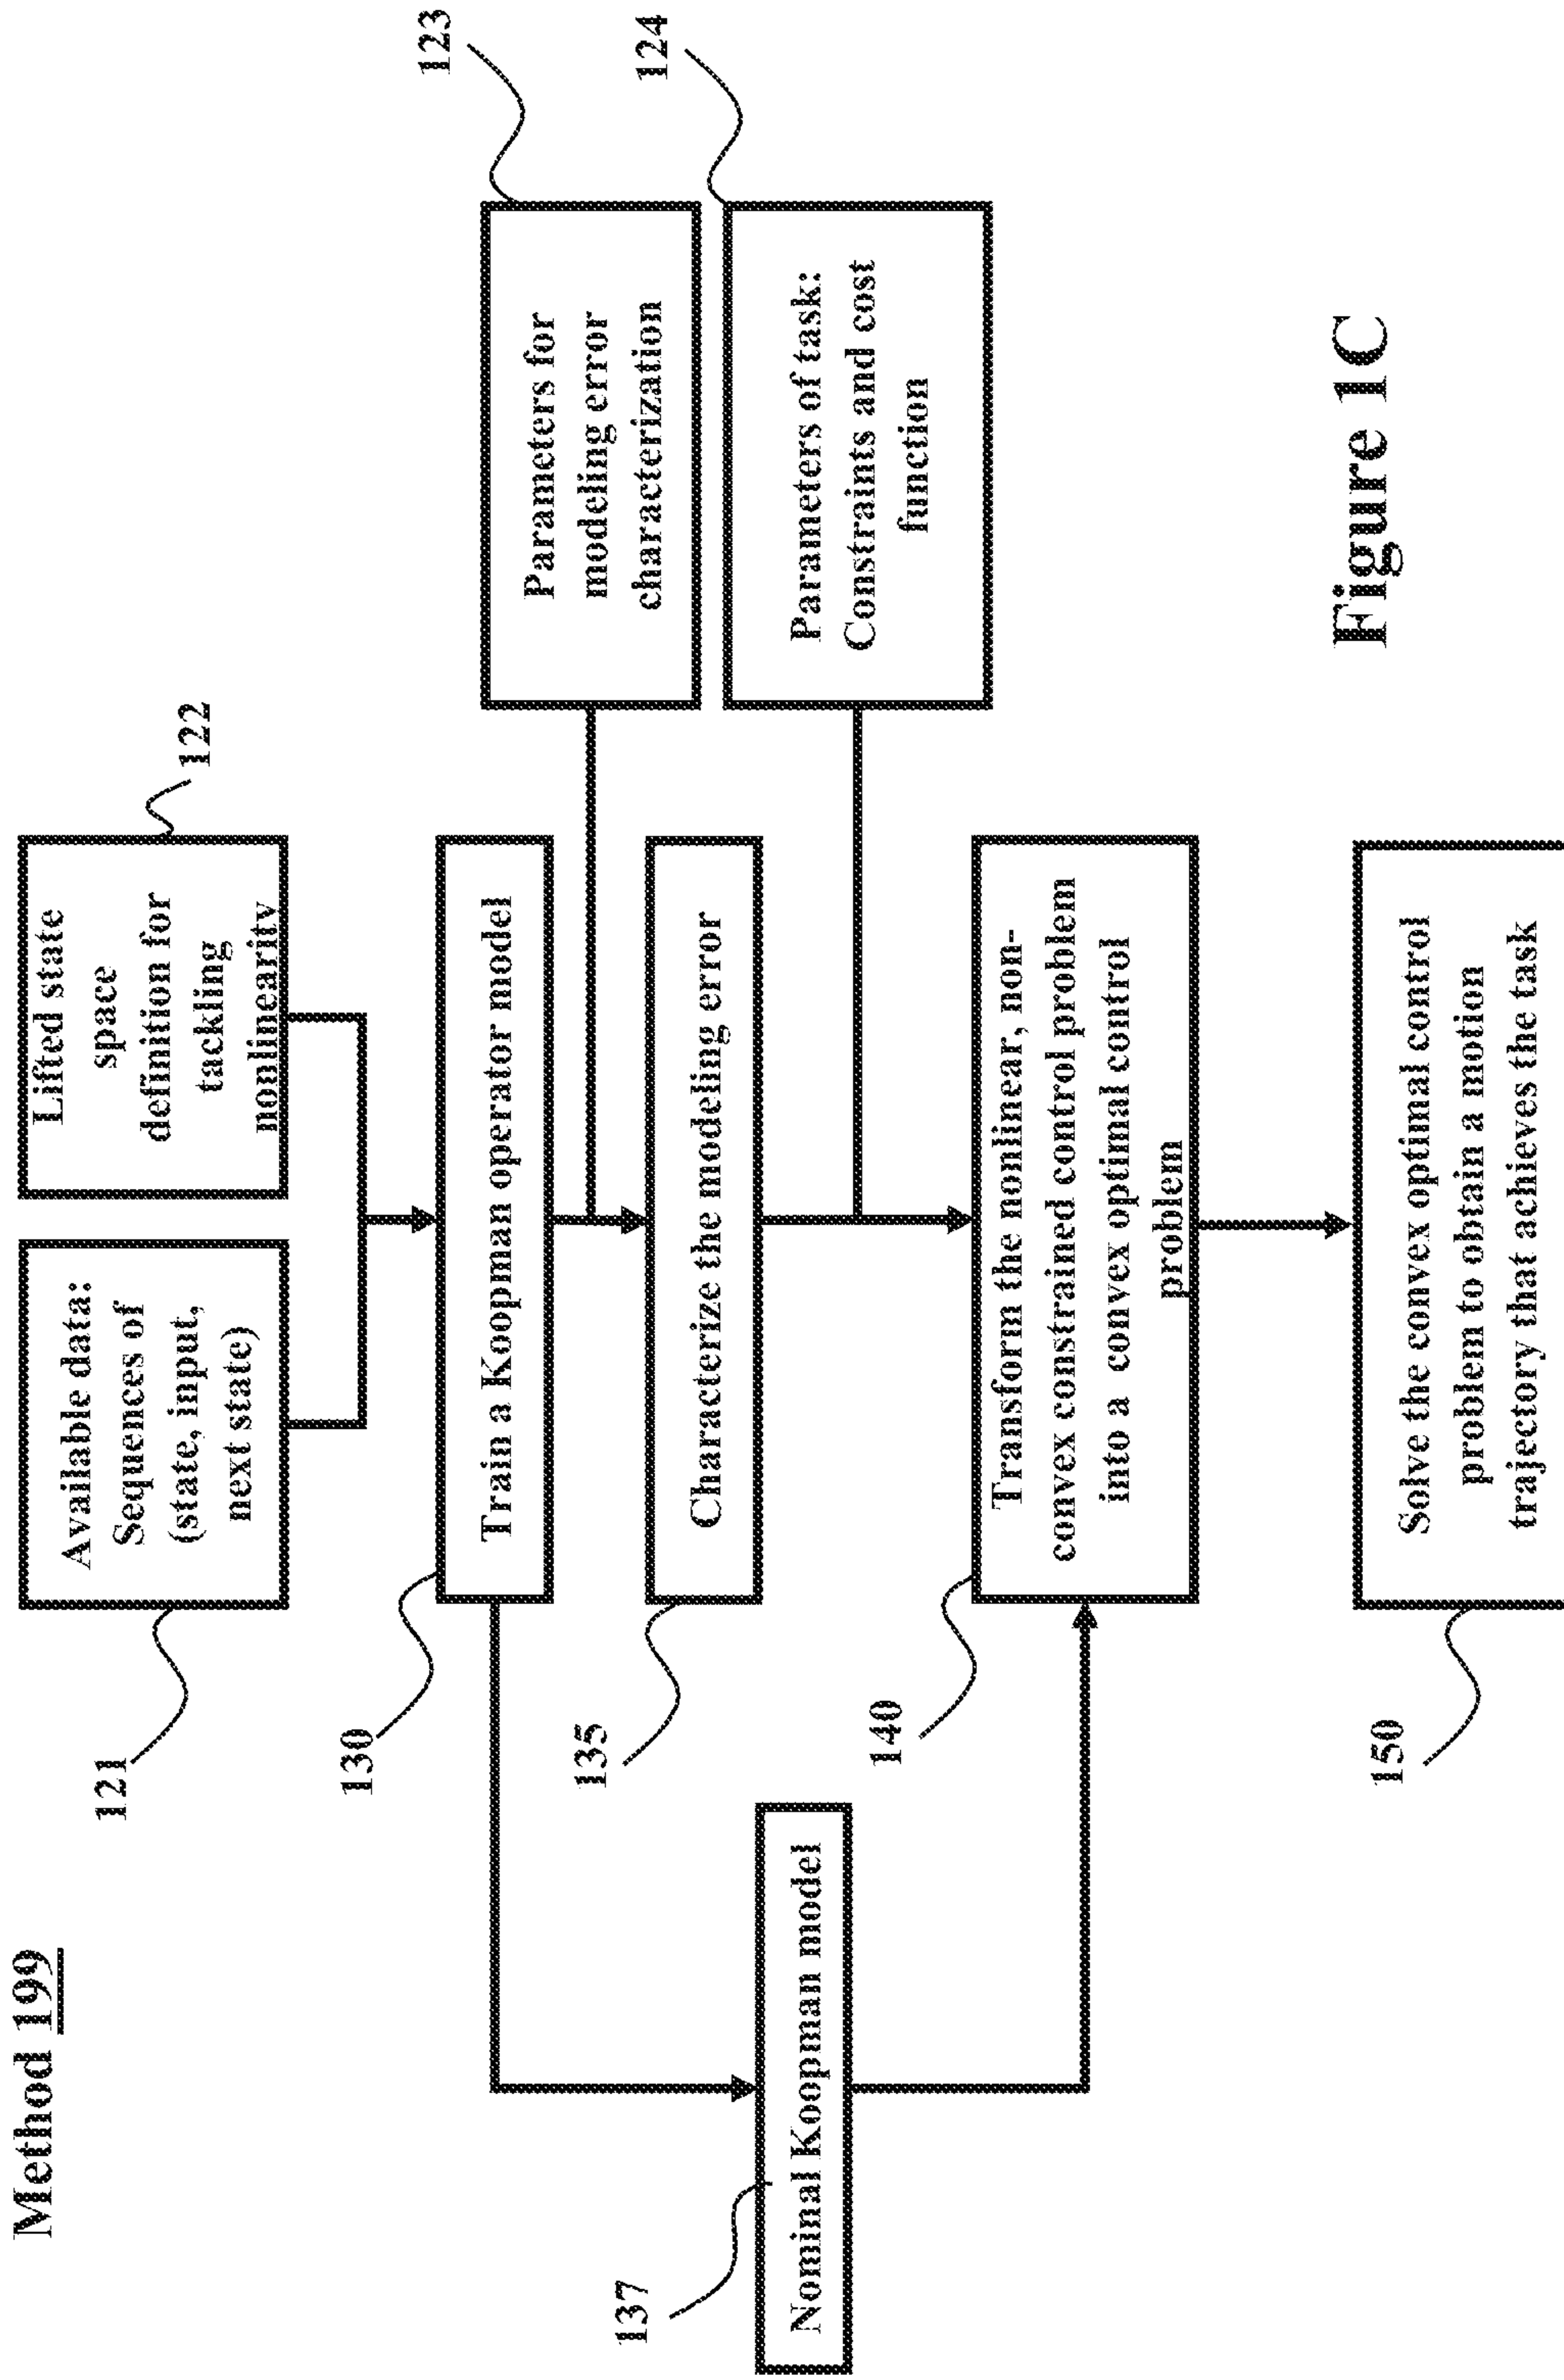 Method 199
121
Available data:
Sequences of
(state, input,
next state)
Lifted state
space
definition for
tackling
nonlinearity
122
130
Train a Koopman operator model
123
Parameters for
modeling error
characterization
135
Characterize the modeling error
124
Parameters of task:
Constraints and cost
function
137
Nominal Koopman model
140
Transform the nonlinear, non-
convex constrained control problem
into a convex optimal control
problem
150
Solve the convex optimal control
problem to obtain a motion
trajectory that achieves the task
Figure 1C